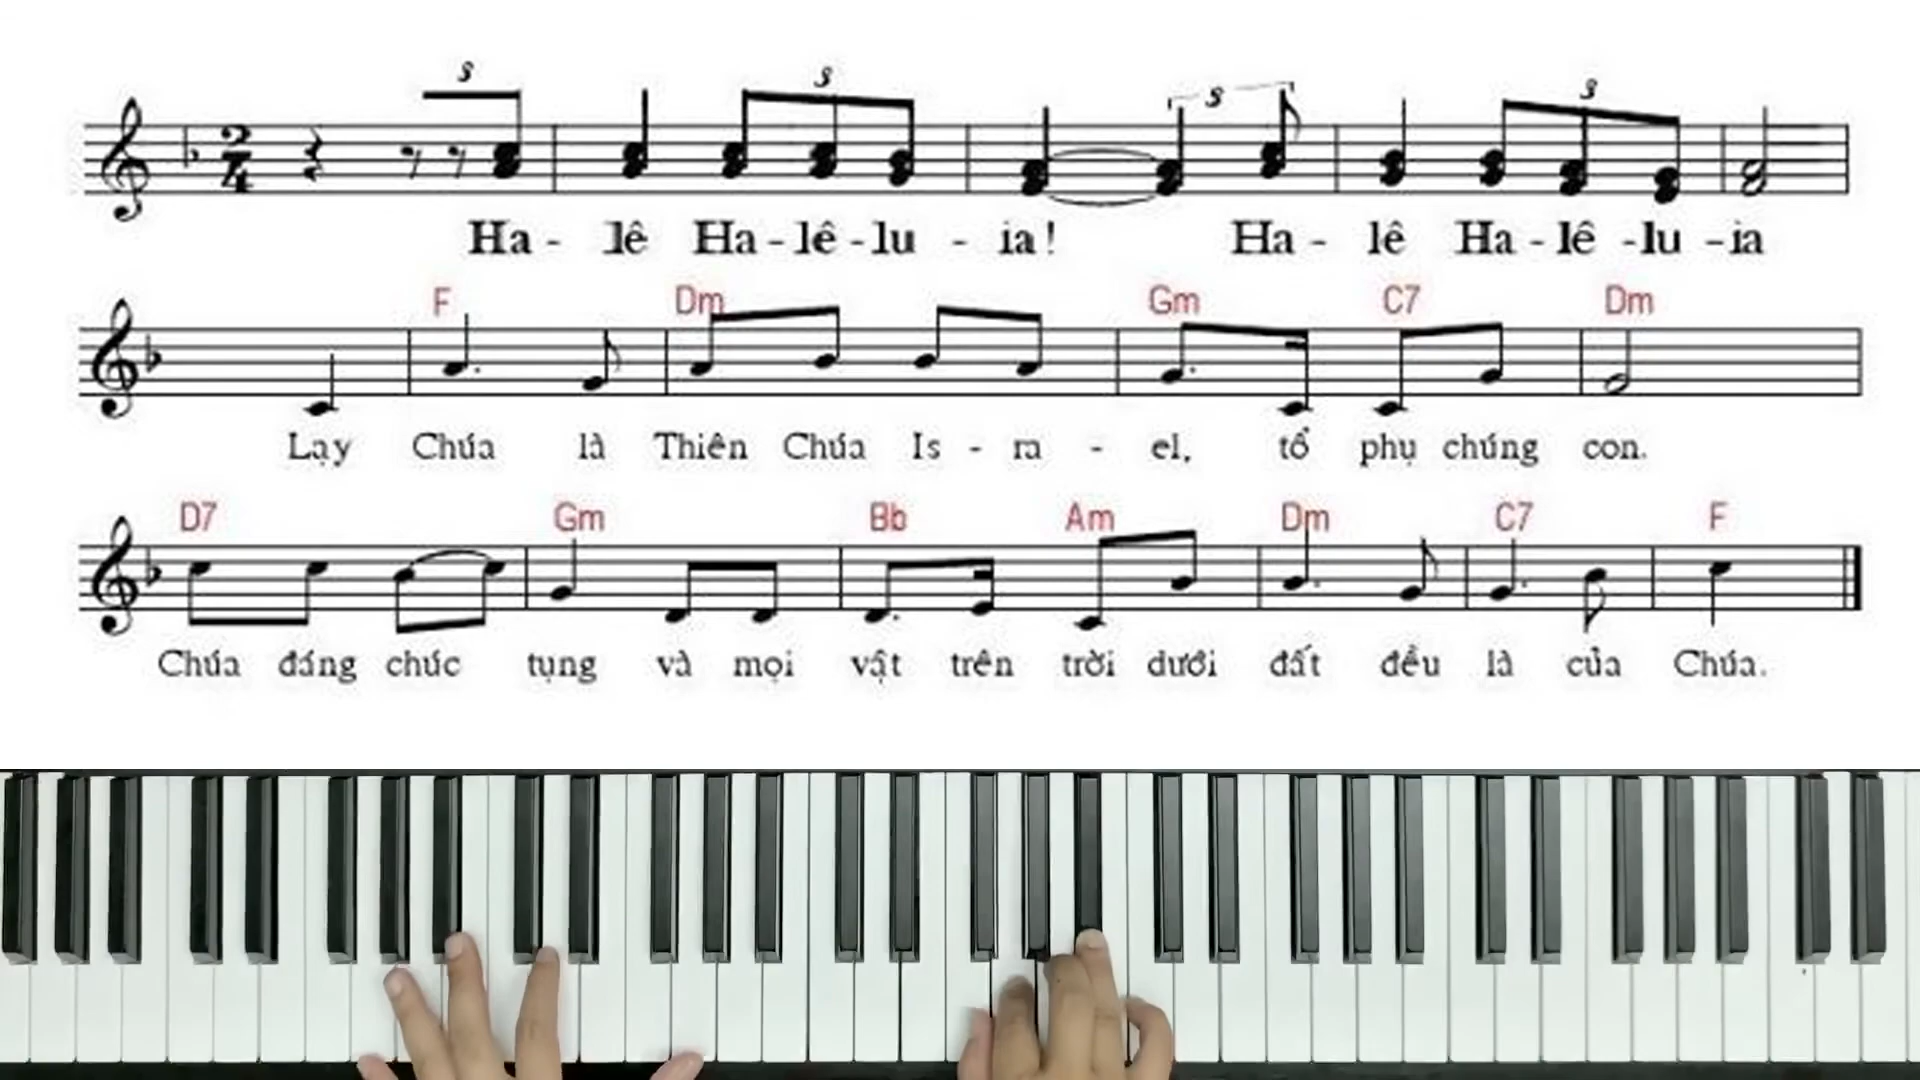 3 3 3 3
2
4
Ha - lê Ha - lê - lu - ia! Ha - lê Ha - lê - lu - ia
F Dm Gm C7 Dm
Lạy Chúa là Thiên Chúa Is - ra - el, tổ phụ chúng con.
D7 Gm Bb Am Dm C7 F
Chúa đáng chúc tụng và mọi vật trên trời dưới đất đều là của Chúa.